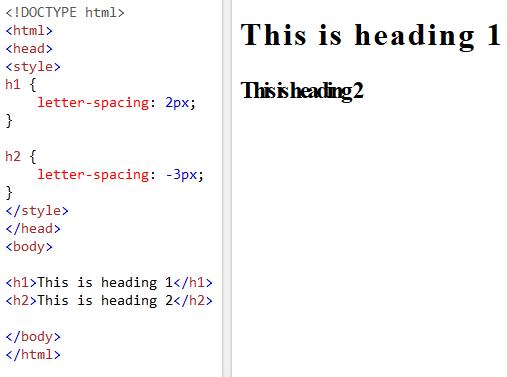 <!DOCTYPE html>
<html>
<head>
<style>
h1 {
    letter-spacing: 2px;
}

h2 {
    letter-spacing: -3px;
}
</style>
</head>
<body>

<h1>This is heading 1</h1>
<h2>This is heading 2</h2>

</body>
</html>
This is heading 1
This is heading 2